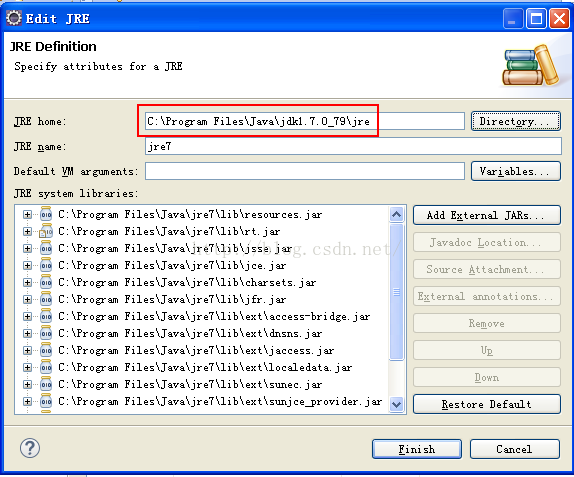 Edit JRE
JRE Definition
Specify attributes for a JRE
JRE home:
C:\Program Files\Java\jdk1.7.0_79\jre
Directory...
JRE name:
jre7
Default VM arguments:
Variables...
JRE system libraries:
C:\Program Files\Java\jre7\lib\resources.jar
C:\Program Files\Java\jre7\lib\rt.jar
C:\Program Files\Java\jre7\lib\jsse.jar
C:\Program Files\Java\jre7\lib\jce.jar
C:\Program Files\Java\jre7\lib\charsets.jar
C:\Program Files\Java\jre7\lib\jfr.jar
C:\Program Files\Java\jre7\lib\ext\access-bridge.jar
C:\Program Files\Java\jre7\lib\ext\dnsns.jar
C:\Program Files\Java\jre7\lib\ext\jaccess.jar
C:\Program Files\Java\jre7\lib\ext\localedata.jar
C:\Program Files\Java\jre7\lib\ext\sunec.jar
C:\Program Files\Java\jre7\lib\ext\sunjce_provider.jar
http://blog.csdn.net/
Add External JARs...
Javadoc Location...
Source Attachment...
External annotations...
Remove
Up
Down
Restore Default
Finish
Cancel